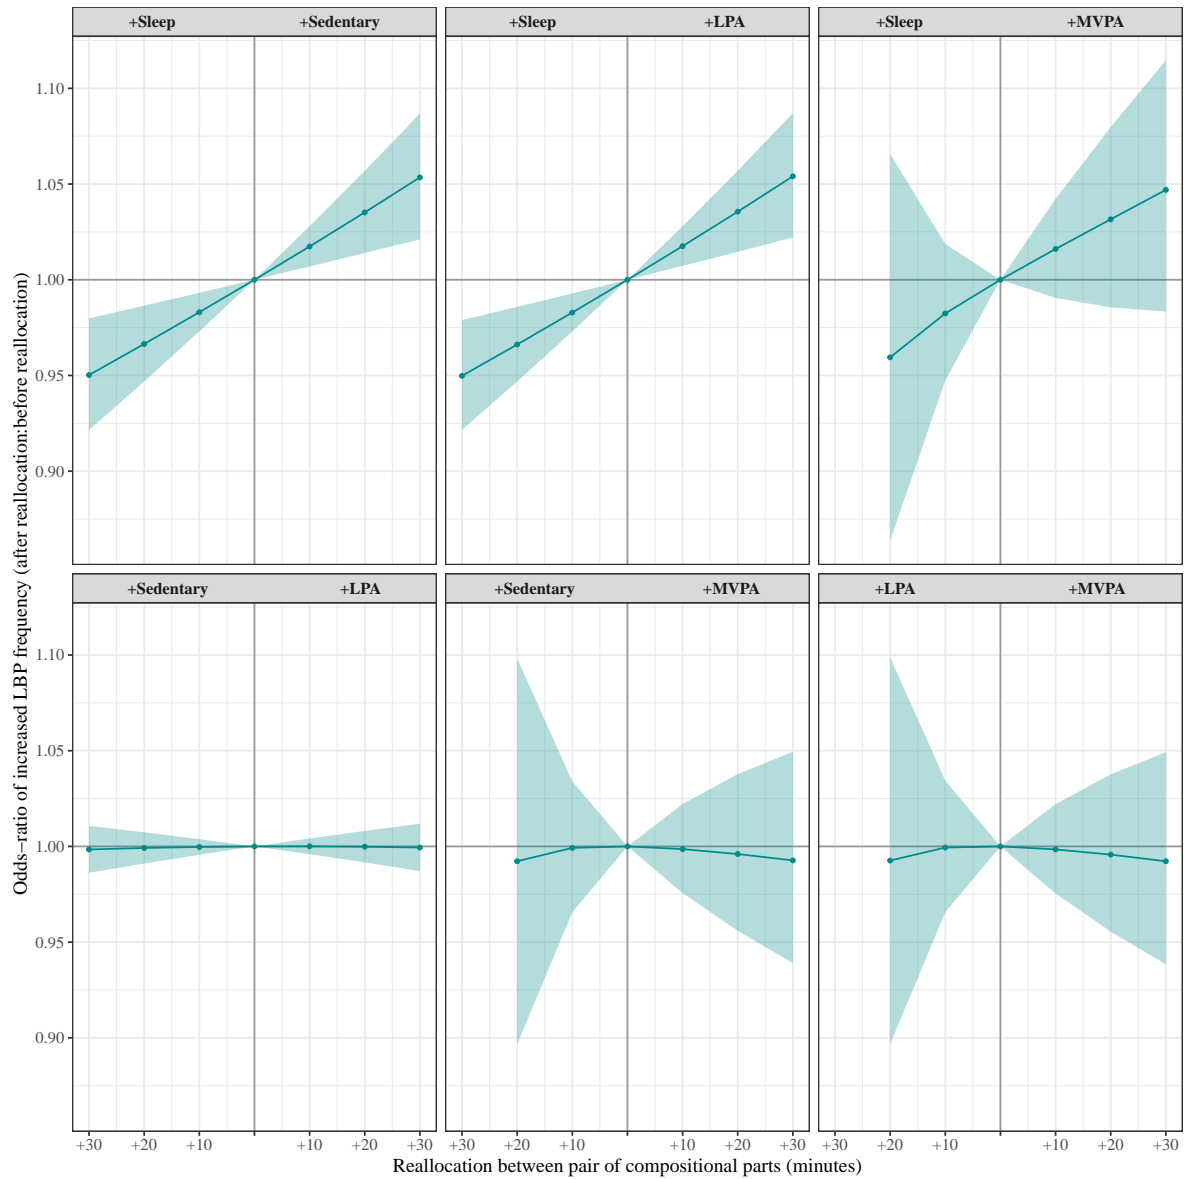 +Sleep +Sedentary
+Sleep +LPA
+Sleep +MVPA
1.10
1.05
1.00
0.95
0.90
Odds−ratio of increased LBP frequency (after reallocation:before reallocation)
+Sedentary +LPA
+Sedentary +MVPA
+LPA +MVPA
1.10
1.05
1.00
0.95
0.90
+30 +20 +10 +10 +20 +30
+30 +20 +10 +10 +20 +30
+30 +20 +10 +10 +20 +30
Reallocation between pair of compositional parts (minutes)